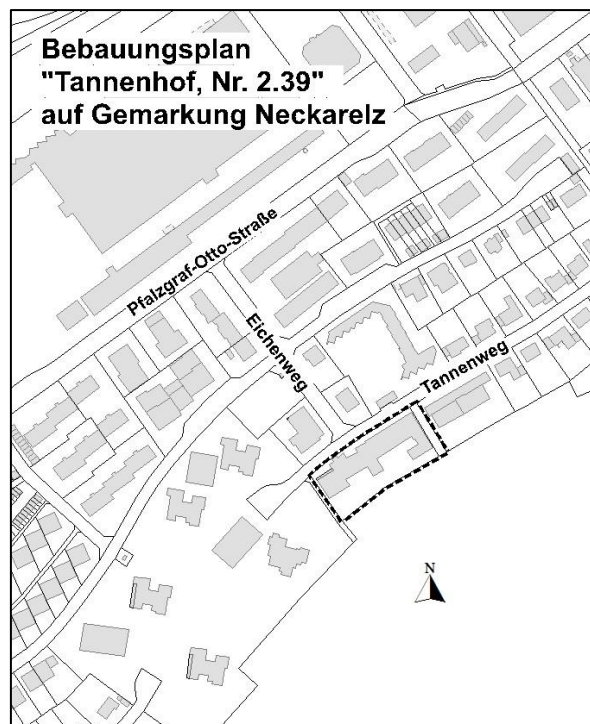 Bebauungsplan
"Tannenhof, Nr. 2.39"
auf Gemarkung Neckarelz
Pfalzgraf-Otto-Straße
Eichenweg
Tannenweg
N